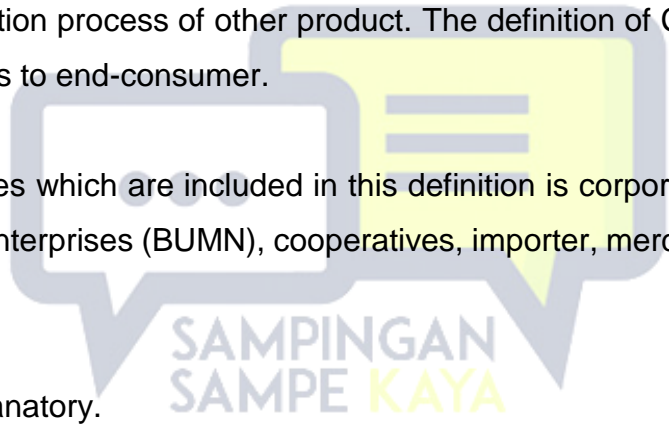 tion process of other product. The definition of
s to end-consumer.
es which are included in this definition is corpor
nterprises (BUMN), cooperatives, importer, merc
SAMPINGAN
SAMPE KAYA
anatory.